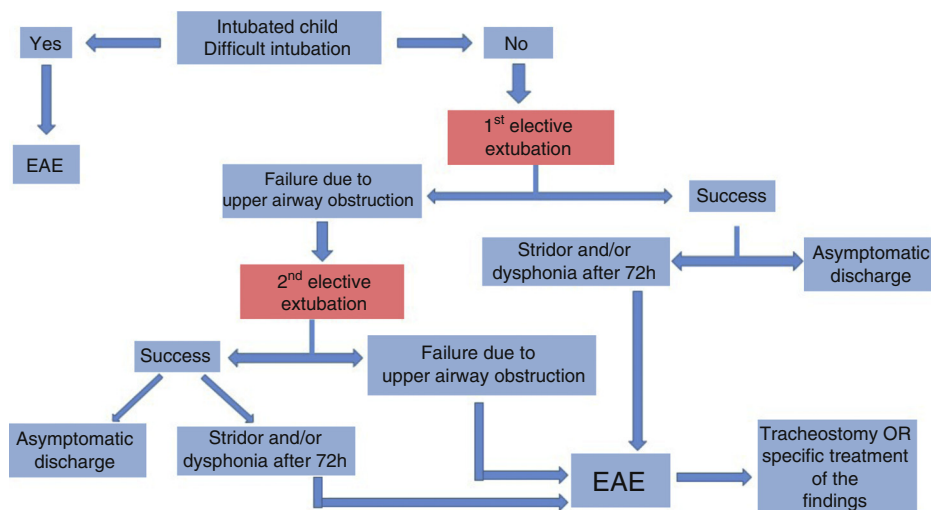 Intubated child
Difficult intubation
Yes
No
EAE
1st elective
extubation
Failure due to
upper airway obstruction
Success
Stridor and/or
dysphonia after 72h
Asymptomatic
discharge
2nd elective
extubation
Success
Failure due to
upper airway obstruction
Asymptomatic
discharge
Stridor and/or
dysphonia after 72h
EAE
Tracheostomy OR
specific treatment
of the
findings